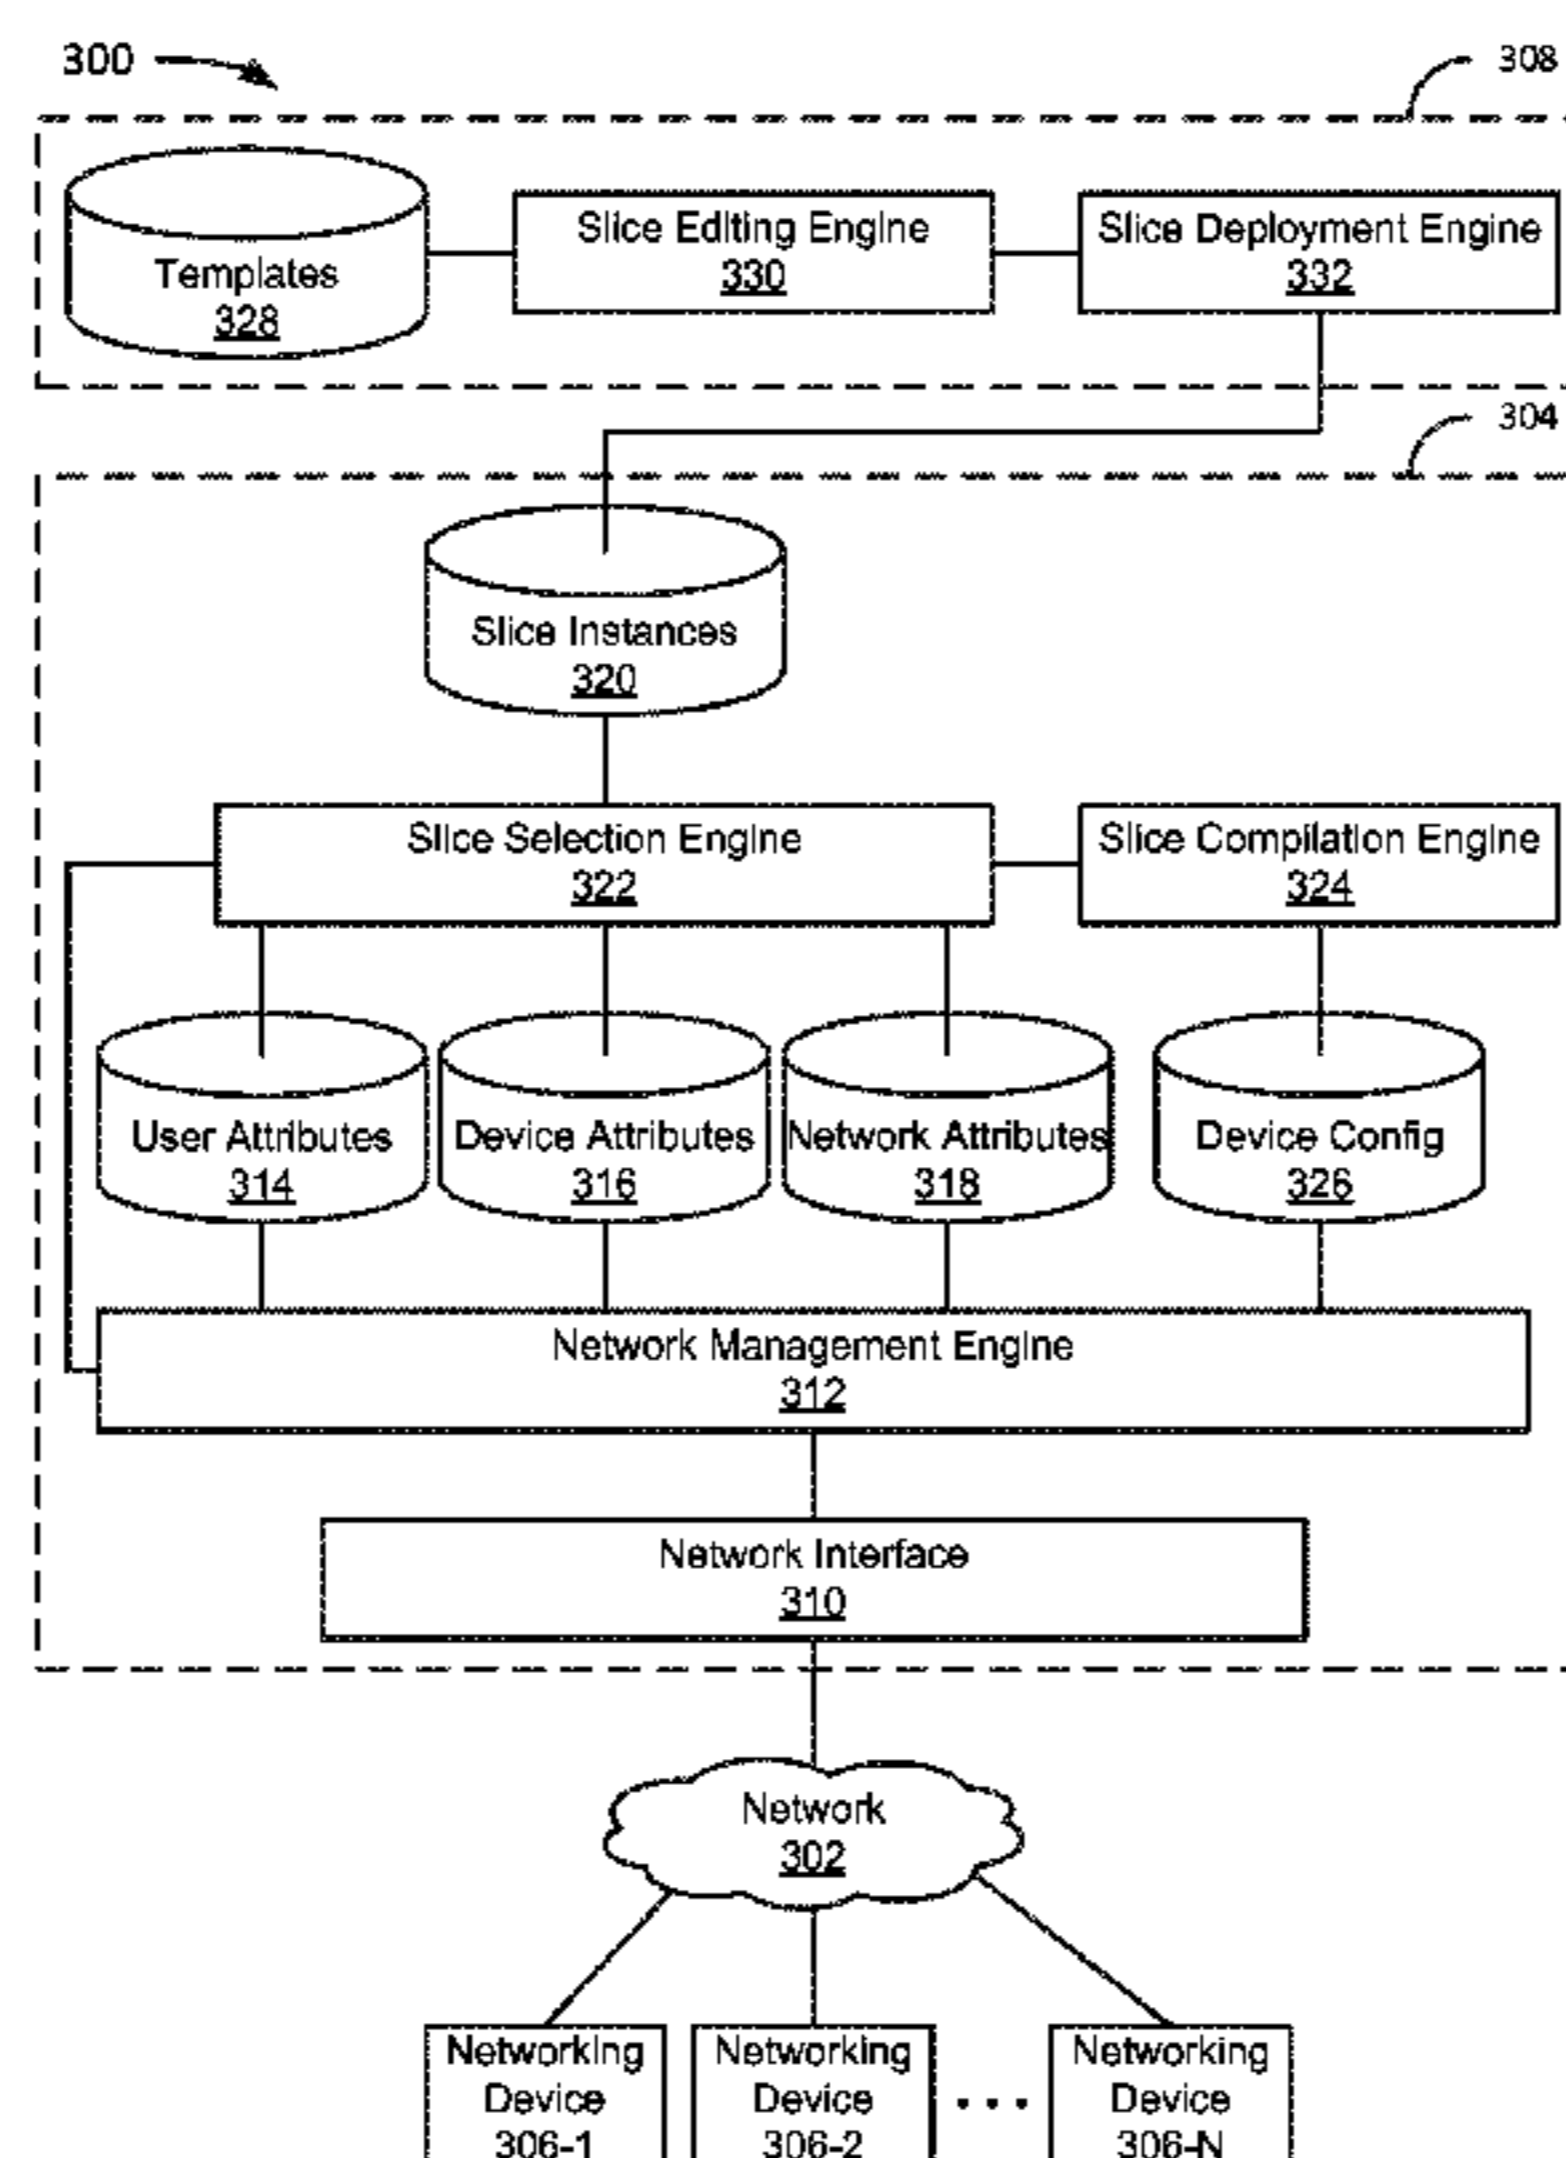 300
308
Templates
328
Slice Editing Engine
330
Slice Deployment Engine
332
304
Slice Instances
320
Slice Selection Engine
322
Slice Compilation Engine
324
User Attributes
314
Device Attributes
316
Network Attributes
318
Device Config
326
Network Management Engine
312
Network Interface
310
Network
302
Networking
Device
306-1
Networking
Device
306-2
...
Networking
Device
306-N